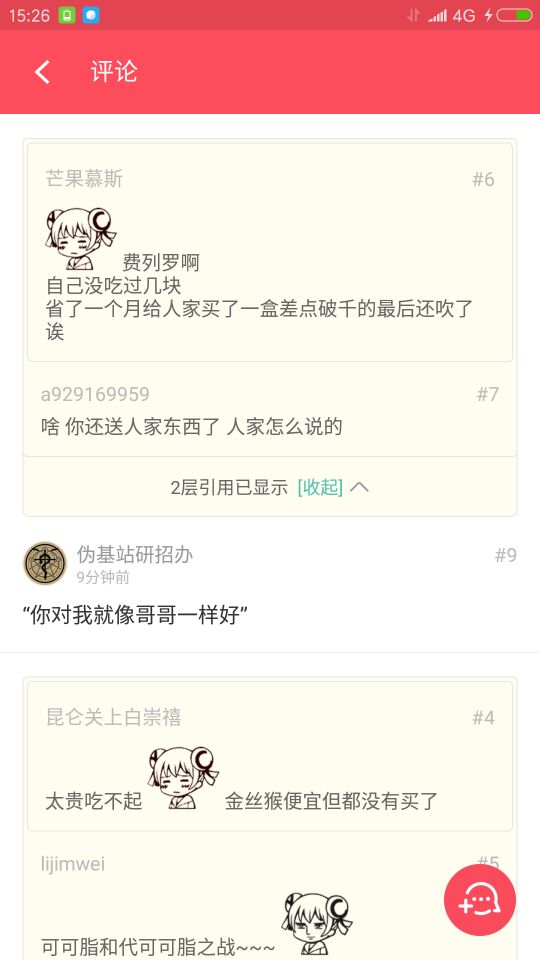 15:26
4G
评论
芒果慕斯
#6
费列罗啊
自己没吃过几块
省了一个月给人家买了一盒差点破千的最后还吹了
诶
a929169959
#7
啥 你还送人家东西了 人家怎么说的
2层引用已显示 [收起]
伪基站研招办
#9
9分钟前
“你对我就像哥哥一样好”
昆仑关上白崇禧
#4
太贵吃不起
金丝猴便宜但都没有买了
lijimwei
#5
可可脂和代可可脂之战~~~